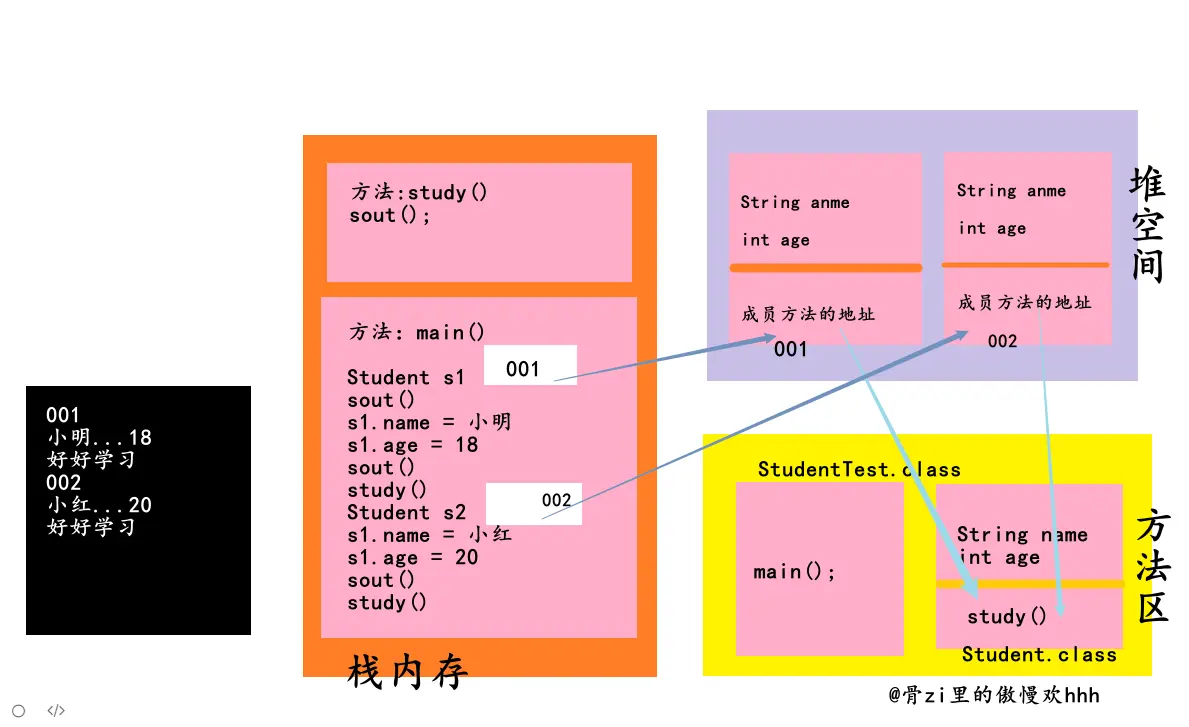 001
小明...18
好好学习
002
小红...20
好好学习
方法:study()
sout();
方法: main()
Student s1
001
sout()
s1.name = 小明
s1.age = 18
sout()
study()
Student s2
002
s1.name = 小红
s1.age = 20
sout()
study()
栈内存
String anme
int age
成员方法的地址
001
String anme
int age
成员方法的地址
002
堆空间
StudentTest.class
main();
String name
int age
study()
Student.class
方法区
@骨zi里的傲慢欢hhh
</>